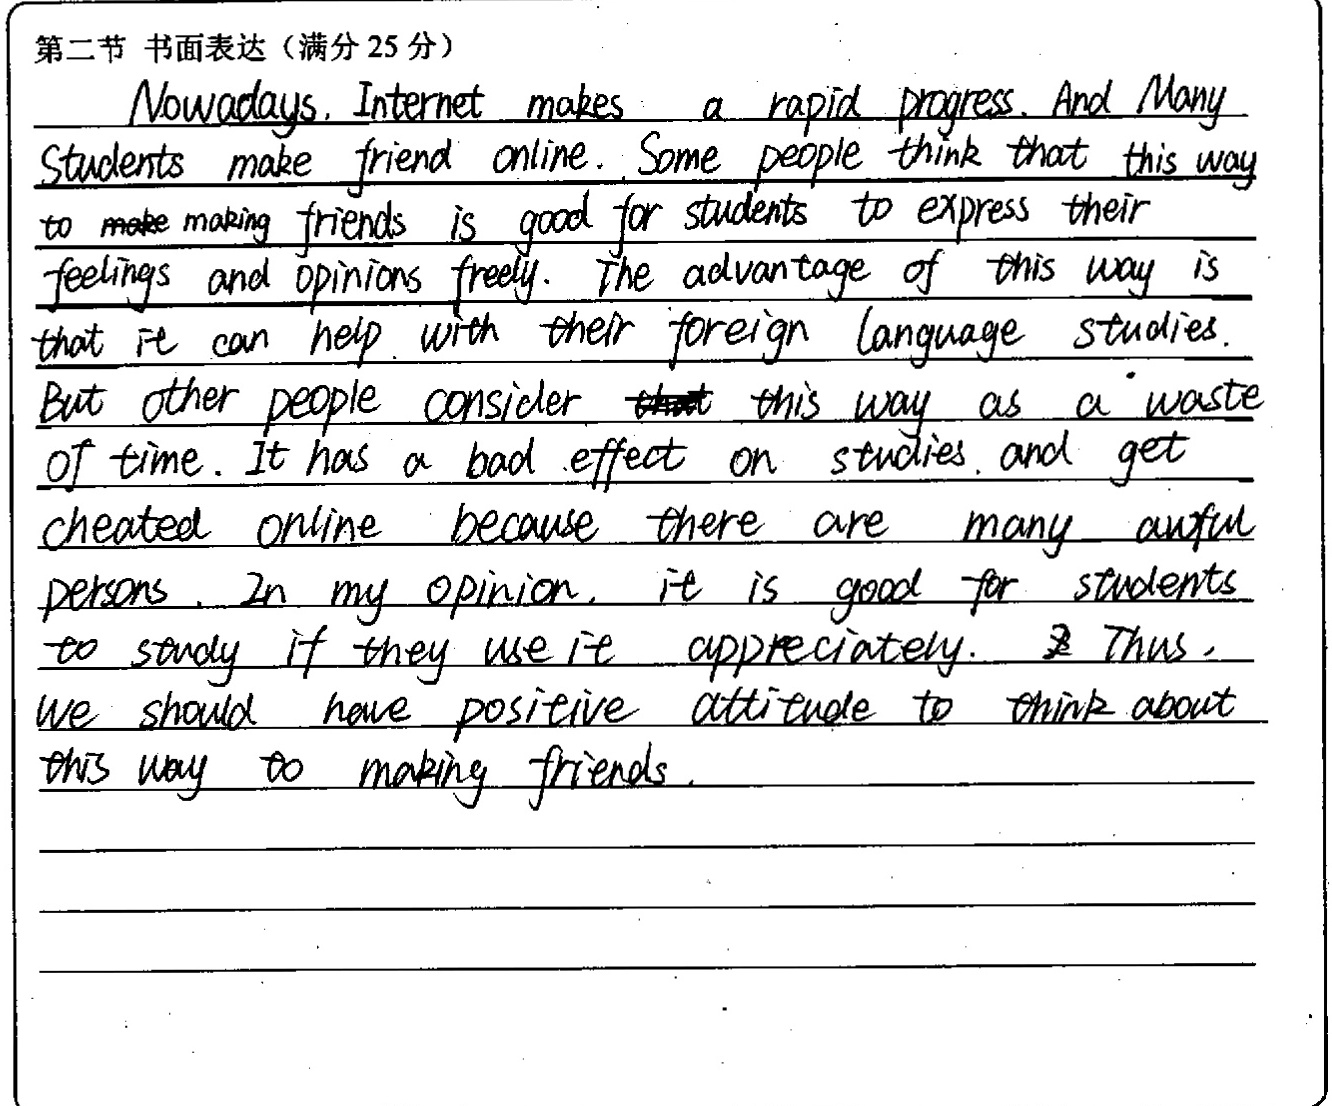 第二节 书面表达（满分 25 分）
Nowadays. Internet makes a rapid progress. And Many
Students make friend online. Some people think that this way
to make making friends is good for students to express their
feelings and opinions freely. The advantage of this way is
that it can help with their foreign language studies.
But other people consider that this way as a waste
of time. It has a bad effect on studies. and get
cheated online because there are many awful
persons. In my opinion. it is good for students
to study if they use it appreciately. Thus,
we should have positive attitude to think about
this way to making friends.